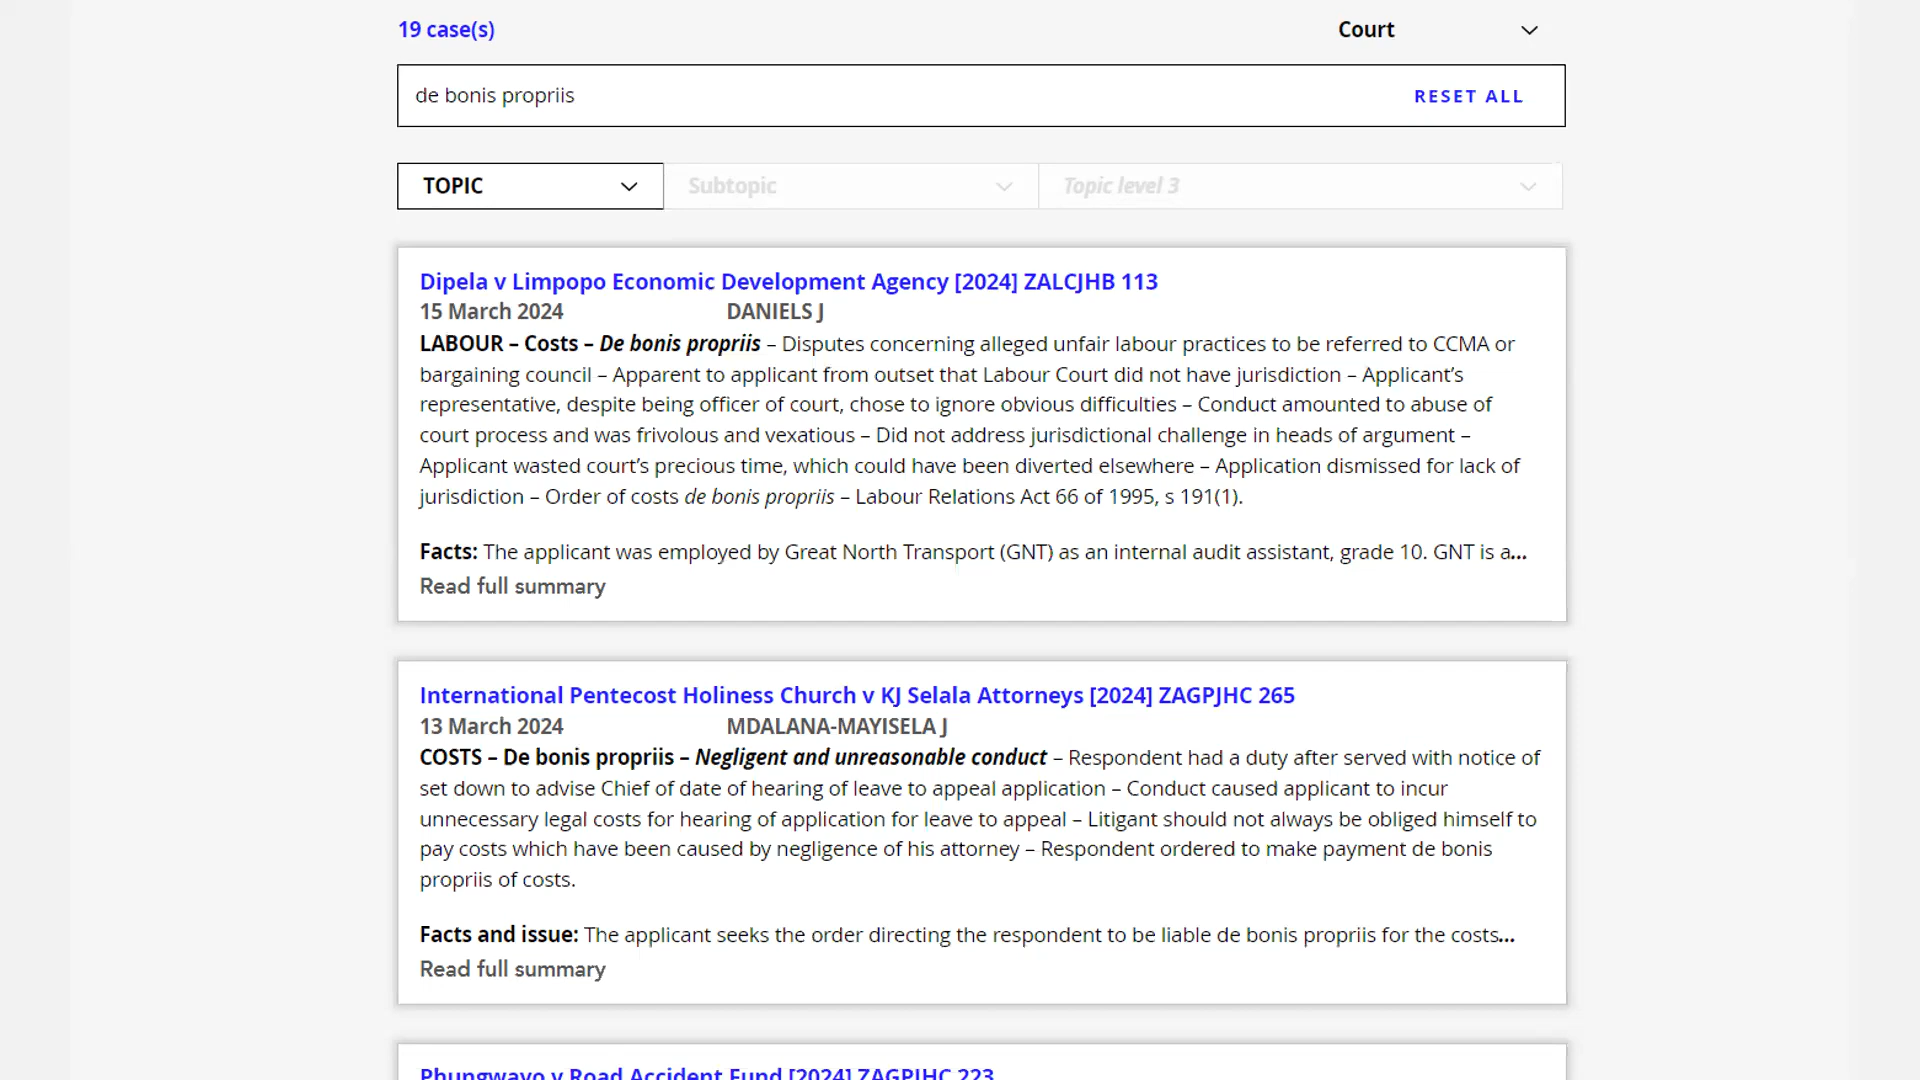 19 case(s)
Court
de bonis propriis
RESET ALL
TOPIC
Subtopic
Topic level 3
Dipela v Limpopo Economic Development Agency [2024] ZALCJHB 113
15 March 2024 DANIELS J
LABOUR – Costs – De bonis propriis – Disputes concerning alleged unfair labour practices to be referred to CCMA or
bargaining council – Apparent to applicant from outset that Labour Court did not have jurisdiction – Applicant’s
representative, despite being officer of court, chose to ignore obvious difficulties – Conduct amounted to abuse of
court process and was frivolous and vexatious – Did not address jurisdictional challenge in heads of argument –
Applicant wasted court’s precious time, which could have been diverted elsewhere – Application dismissed for lack of
jurisdiction – Order of costs de bonis propriis – Labour Relations Act 66 of 1995, s 191(1).
Facts: The applicant was employed by Great North Transport (GNT) as an internal audit assistant, grade 10. GNT is a...
Read full summary
International Pentecost Holiness Church v KJ Selala Attorneys [2024] ZAGPJHC 265
13 March 2024 MDALANA-MAYISELA J
COSTS – De bonis propriis – Negligent and unreasonable conduct – Respondent had a duty after served with notice of
set down to advise Chief of date of hearing of leave to appeal application – Conduct caused applicant to incur
unnecessary legal costs for hearing of application for leave to appeal – Litigant should not always be obliged himself to
pay costs which have been caused by negligence of his attorney – Respondent ordered to make payment de bonis
propriis of costs.
Facts and issue: The applicant seeks the order directing the respondent to be liable de bonis propriis for the costs...
Read full summary
Phungwayo v Road Accident Fund [2024] ZAGPJHC 223